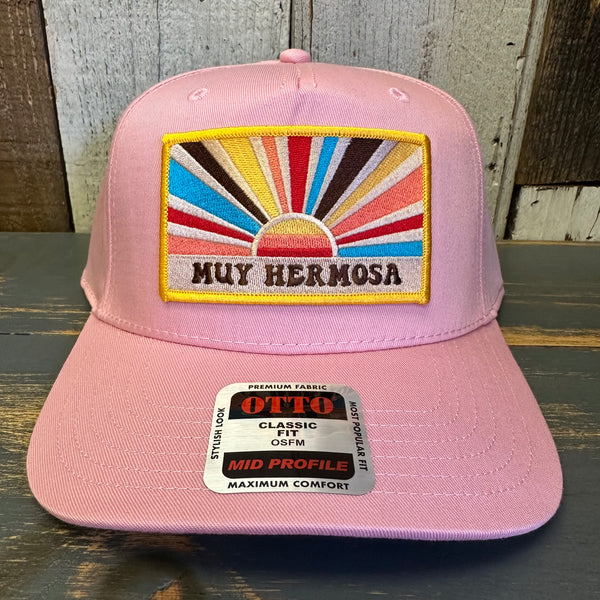 MUY HERMOSA
PREMIUM FABRIC
OTTO
STYLISH LOOK
CLASSIC
FIT
OSFM
MOST POPULAR FIT
MID PROFILE
MAXIMUM COMFORT